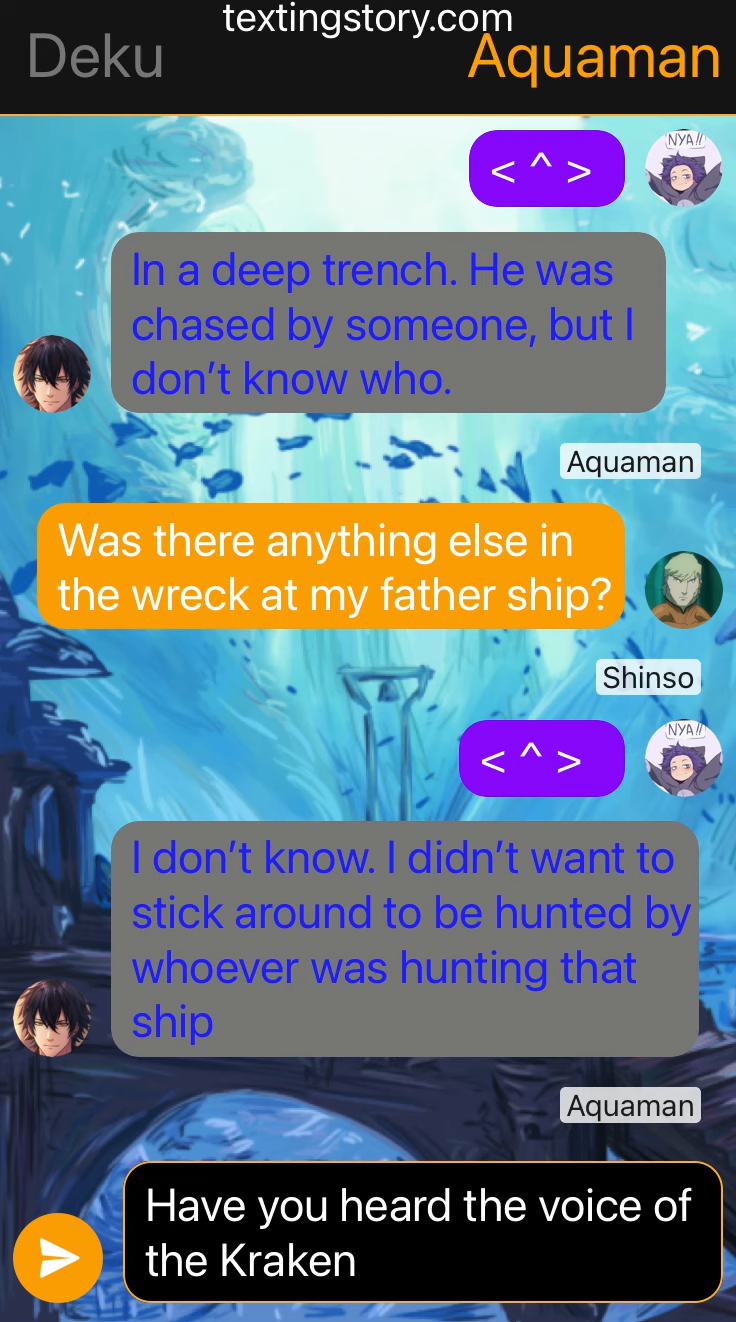 textingstory.com
Deku
Aquaman
NYA!!
< ^ >
In a deep trench. He was
chased by someone, but I
don’t know who.
Aquaman
Was there anything else in
the wreck at my father ship?
Shinso
NYA!!
< ^ >
I don’t know. I didn’t want to
stick around to be hunted by
whoever was hunting that
ship
Aquaman
Have you heard the voice of
the Kraken